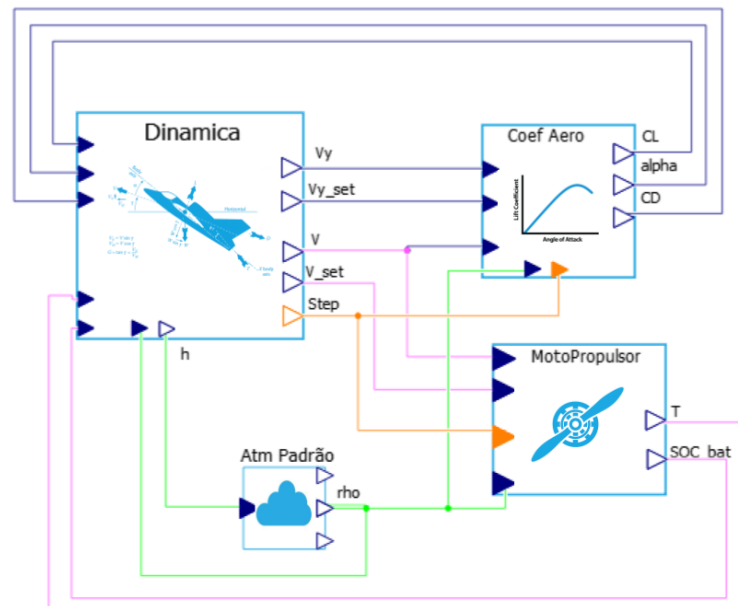 Dinamica
Horizontal
Vy
Vy_set
V
V_set
Step
h
Coef Aero
Lift Coefficient
Angle of Attack
CL
alpha
CD
MotoPropulsor
T
SOC_bat
Atm Padrão
rho